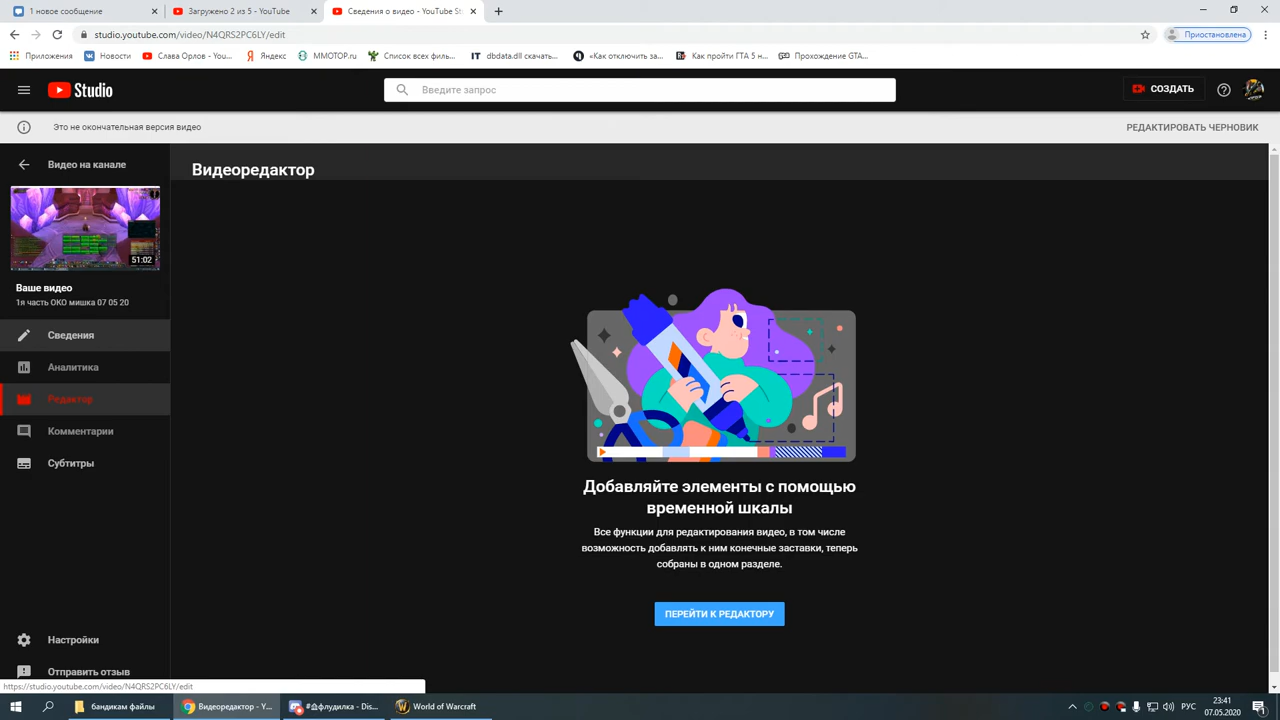 1 новое сообщение
Загружено 2 из 5 - YouTube
Сведения о видео - YouTube St
studio.youtube.com/video/N4QRS2PC6LY/edit
Приостановлена
Приложения
Новости
Слава Орлов - You...
Яндекс
MMOTOP.ru
Список всех филь...
dbdata.dll скачать...
«Как отключить за...
Как пройти ГТА 5 н...
Прохождение GTA...
Studio
Введите запрос
СОЗДАТЬ
Это не окончательная версия видео
РЕДАКТИРОВАТЬ ЧЕРНОВИК
Видео на канале
Видеоредактор
51:02
Ваше видео
1я часть ОКО мишка 07 05 20
Сведения
Аналитика
Редактор
Комментарии
Субтитры
Добавляйте элементы с помощью
временной шкалы
Все функции для редактирования видео, в том числе
возможность добавлять к ним конечные заставки, теперь
собраны в одном разделе.
ПЕРЕЙТИ К РЕДАКТОРУ
Настройки
Отправить отзыв
https://studio.youtube.com/video/N4QRS2PC6LY/edit
бандикам файлы
Видеоредактор - Y...
World of Warcraft
РУС
23:41
07.05.2020